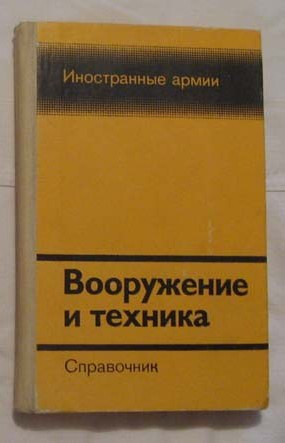 Иностранные армии
Вооружение
и техника
Справочник